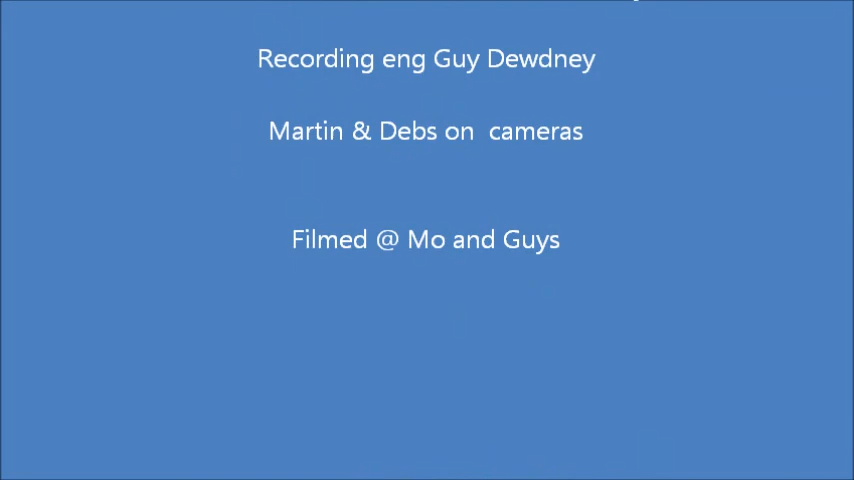 Recording eng Guy Dewdney
Martin & Debs on  cameras
Filmed @ Mo and Guys